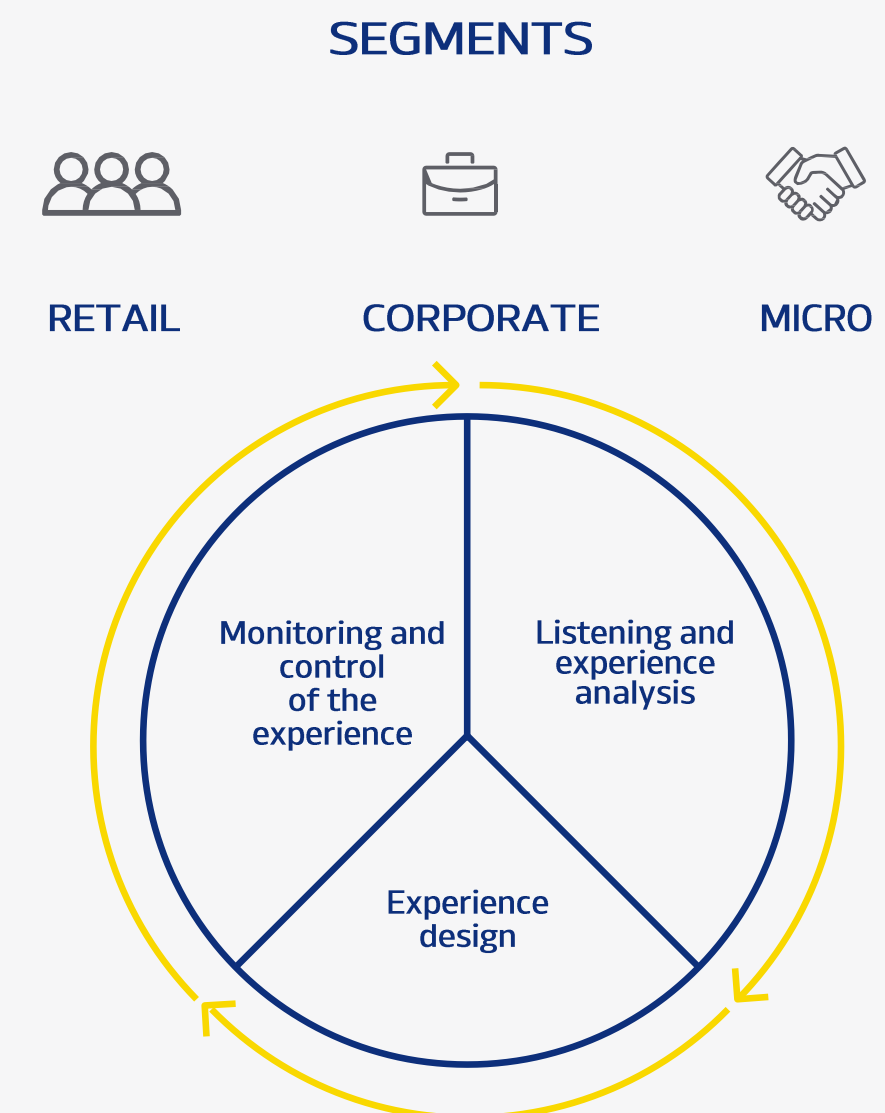 SEGMENTS
RETAIL
CORPORATE
MICRO
Monitoring and
control
of the
experience
Listening and
experience
analysis
Experience
design